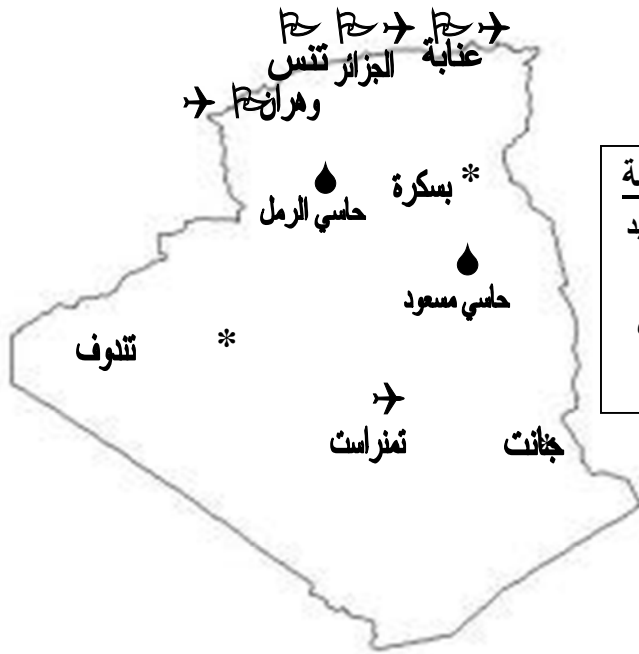 تنس
الجزائر
عنابة
وهران
بسكرة
حاسي الرمل
حاسي مسعود
تندوف
تمنراست
جانت